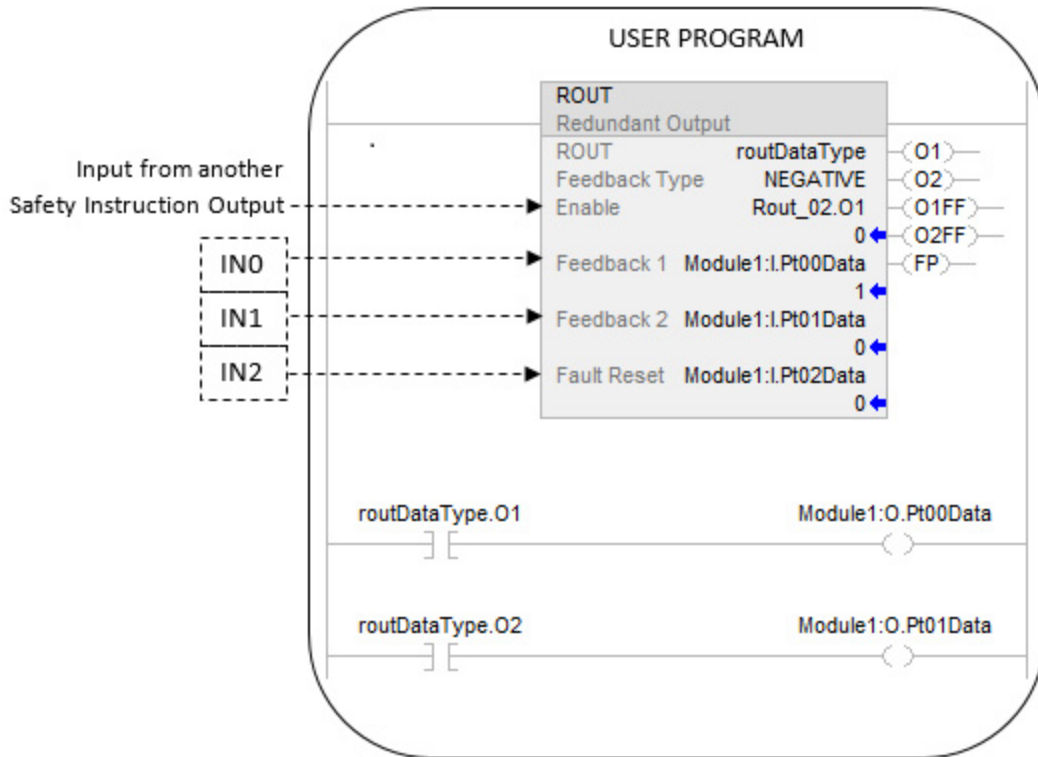 USER PROGRAM
ROUT
Redundant Output
ROUT routDataType (O1)
Feedback Type NEGATIVE (O2)
Enable Rout_02.O1 (O1FF)
0 (O2FF)
Feedback 1 Module1:I.Pt00Data (FP)
1
Feedback 2 Module1:I.Pt01Data
0
Fault Reset Module1:I.Pt02Data
0
Input from another
Safety Instruction Output
IN0
IN1
IN2
routDataType.O1 Module1:O.Pt00Data
routDataType.O2 Module1:O.Pt01Data